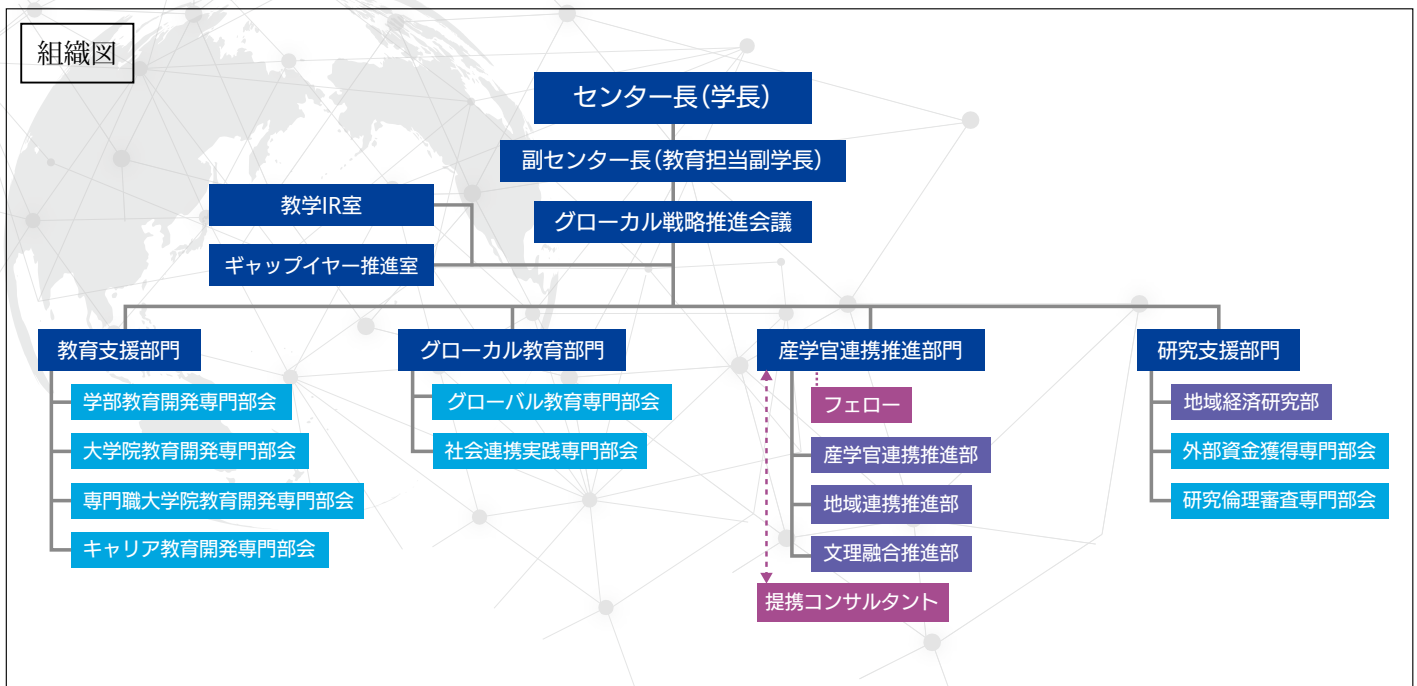 組織図
センター長（学長）
副センター長（教育担当副学長）
教学IR室
グローカル戦略推進会議
ギャップイヤー推進室
教育支援部門
学部教育開発専門部会
大学院教育開発専門部会
専門職大学院教育開発専門部会
キャリア教育開発専門部会
グローカル教育部門
グローバル教育専門部会
社会連携実践専門部会
産学官連携推進部門
フェロー
産学官連携推進部
地域連携推進部
文理融合推進部
提携コンサルタント
研究支援部門
地域経済研究部
外部資金獲得専門部会
研究倫理審査専門部会